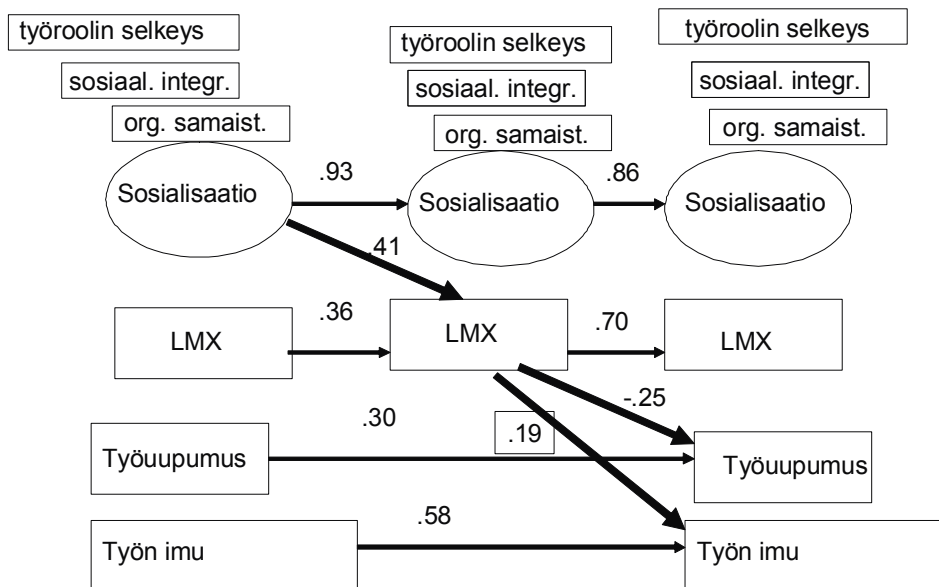 työroolin selkeys
sosiaal. integr.
org. samaist.
työroolin selkeys
sosiaal. integr.
org. samaist.
työroolin selkeys
sosiaal. integr.
org. samaist.
Sosialisaatio
.93
Sosialisaatio
.86
Sosialisaatio
.41
LMX
.36
LMX
.70
LMX
-.25
Työuupumus
.30
.19
Työuupumus
Työn imu
.58
Työn imu